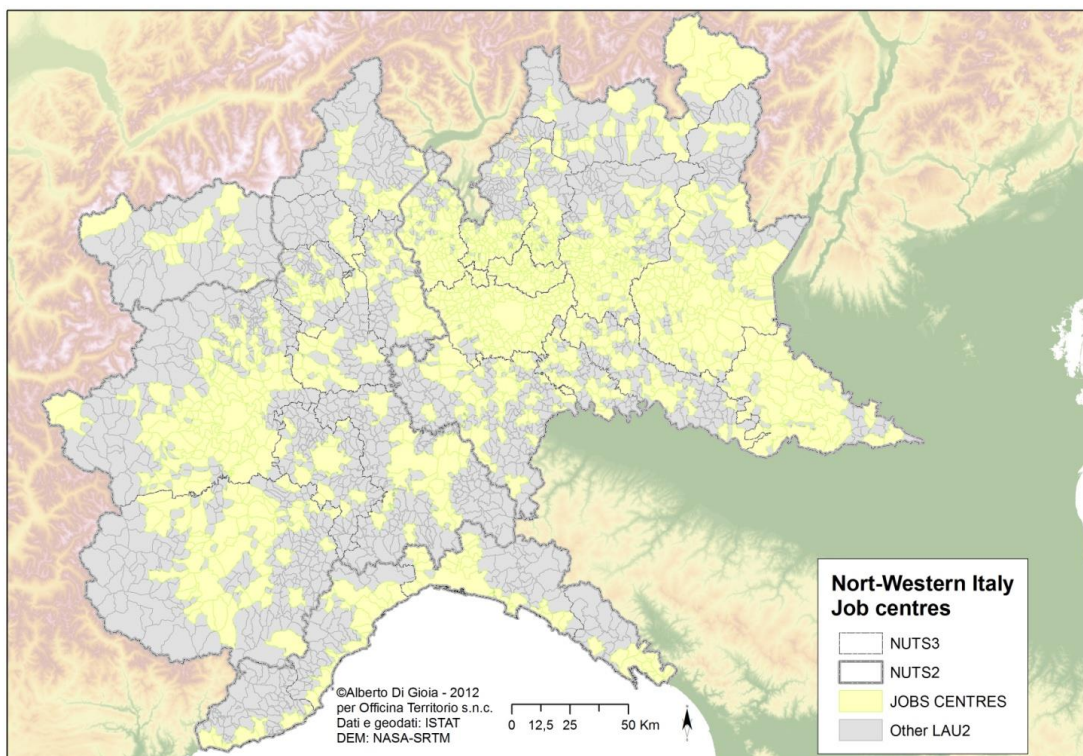 Nort-Western Italy
Job centres
NUTS3
NUTS2
JOBS CENTRES
Other LAU2
©Alberto Di Gioia - 2012
per Officina Territorio s.n.c.
Dati e geodati: ISTAT
DEM: NASA-SRTM
0 12,5 25 50 Km